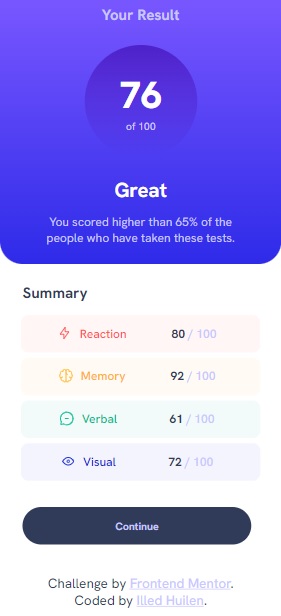 Your Result
76
of 100
Great
You scored higher than 65% of the
people who have taken these tests.
Summary
Reaction 80 / 100
Memory 92 / 100
Verbal 61 / 100
Visual 72 / 100
Continue
Challenge by Frontend Mentor.
Coded by Illed Huilen.